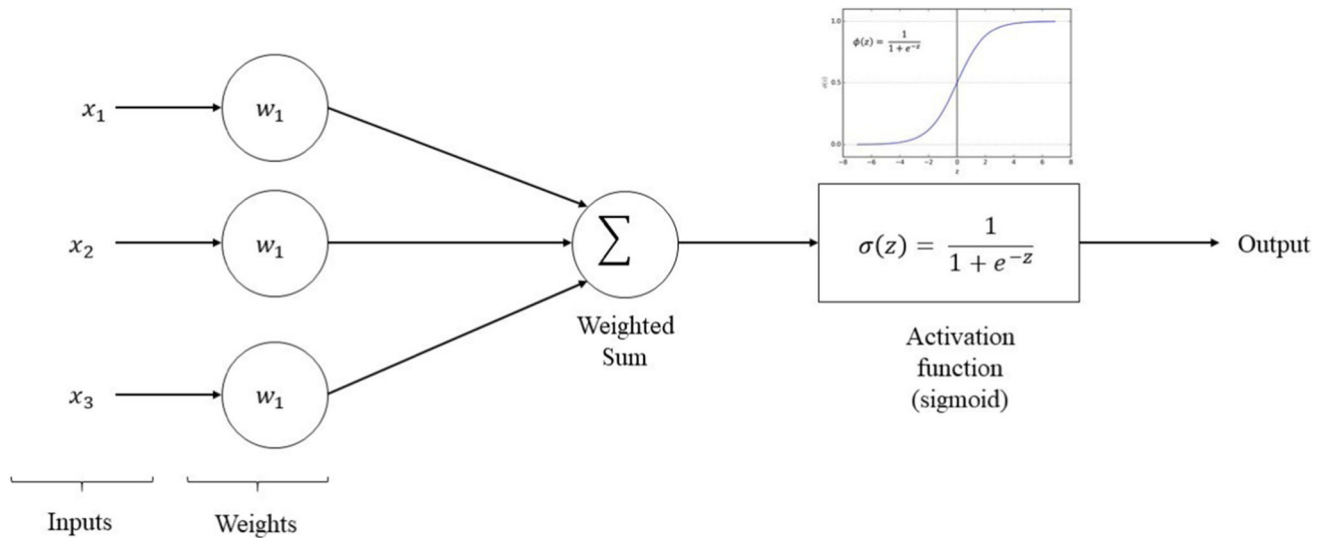 1.0
ϕ(z) = 1 / (1 + e^{-z})
0.5
0.0
-8 -6 -4 -2 0 2 4 6 8
z
x₁
w₁
x₂
w₁
∑
σ(z) = 1 / (1 + e^{-z})
Output
Weighted
Sum
Activation
function
(sigmoid)
x₃
w₁
Inputs
Weights